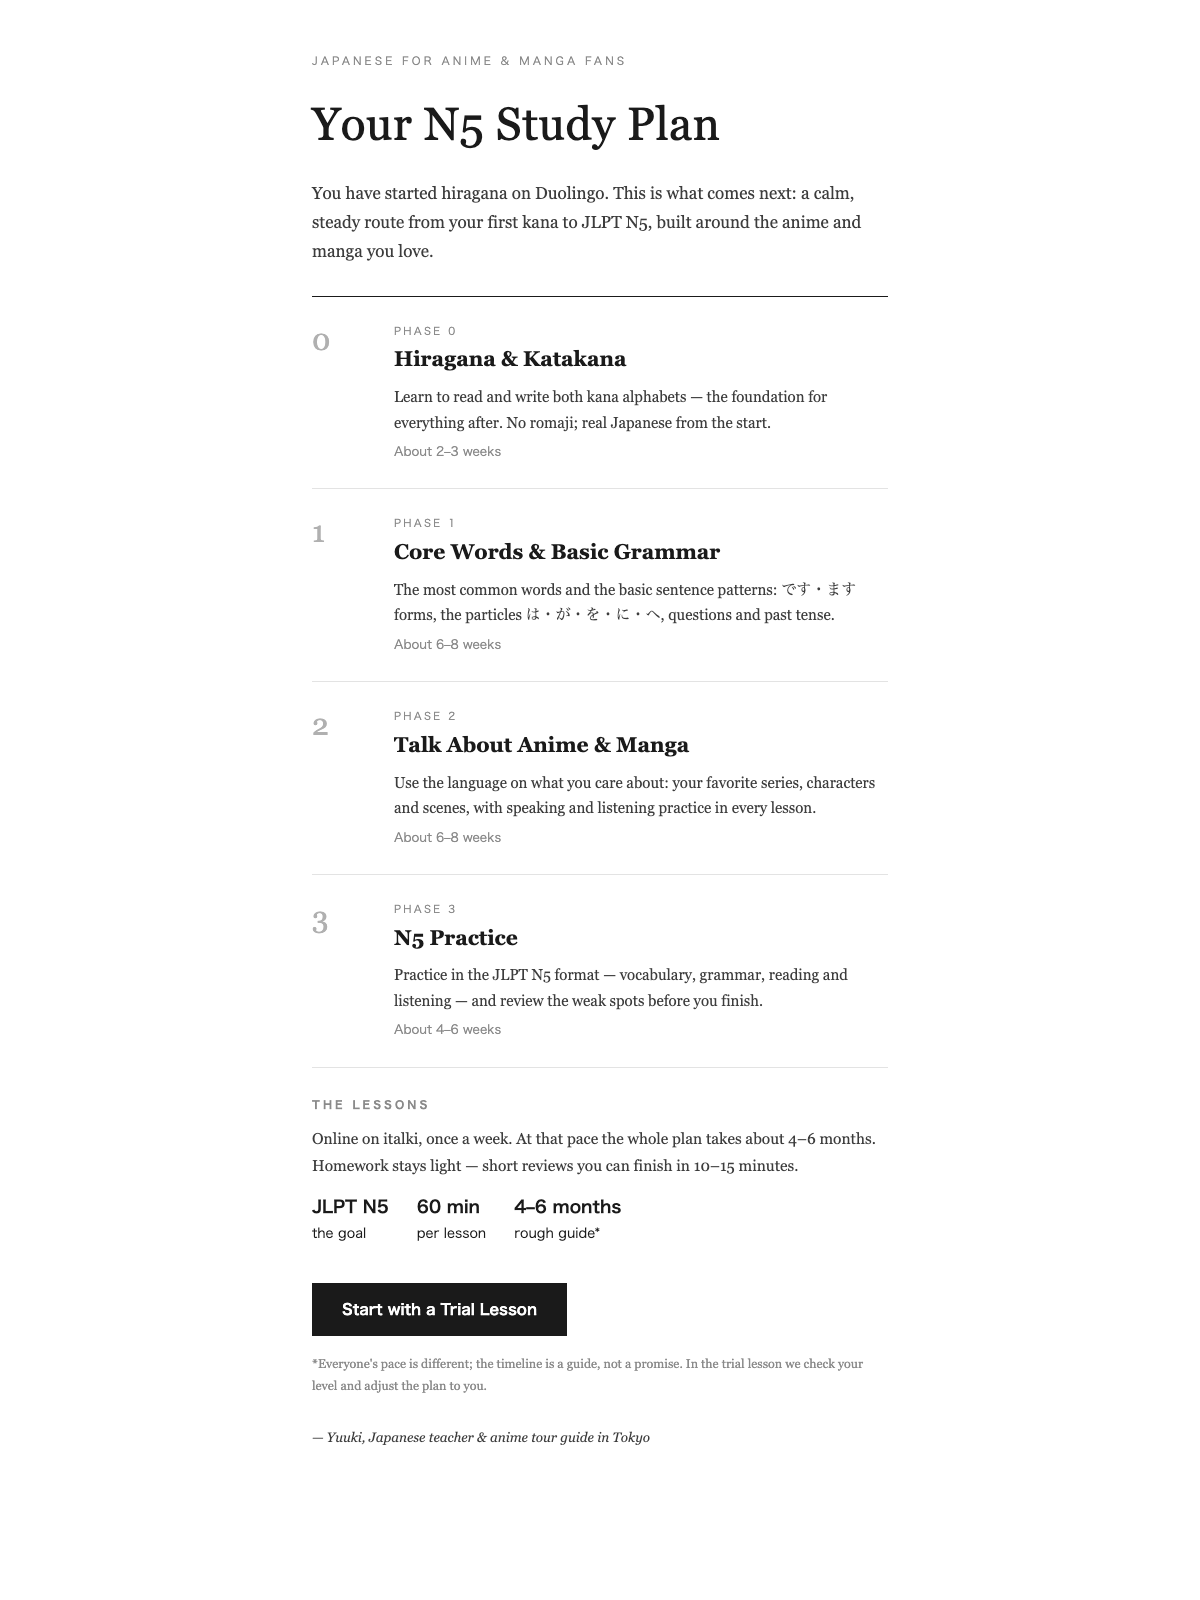 JAPANESE FOR ANIME & MANGA FANS
Your N5 Study Plan
You have started hiragana on Duolingo. This is what comes next: a calm,
steady route from your first kana to JLPT N5, built around the anime and
manga you love.
0
PHASE 0
Hiragana & Katakana
Learn to read and write both kana alphabets — the foundation for
everything after. No romaji; real Japanese from the start.
About 2–3 weeks
1
PHASE 1
Core Words & Basic Grammar
The most common words and the basic sentence patterns: です・ます
forms, the particles は・が・を・に・へ, questions and past tense.
About 6–8 weeks
2
PHASE 2
Talk About Anime & Manga
Use the language on what you care about: your favorite series, characters
and scenes, with speaking and listening practice in every lesson.
About 6–8 weeks
3
PHASE 3
N5 Practice
Practice in the JLPT N5 format — vocabulary, grammar, reading and
listening — and review the weak spots before you finish.
About 4–6 weeks
THE LESSONS
Online on italki, once a week. At that pace the whole plan takes about 4–6 months.
Homework stays light — short reviews you can finish in 10–15 minutes.
JLPT N5 60 min 4–6 months
the goal per lesson rough guide*
Start with a Trial Lesson
*Everyone's pace is different; the timeline is a guide, not a promise. In the trial lesson we check your
level and adjust the plan to you.
— Yuuki, Japanese teacher & anime tour guide in Tokyo